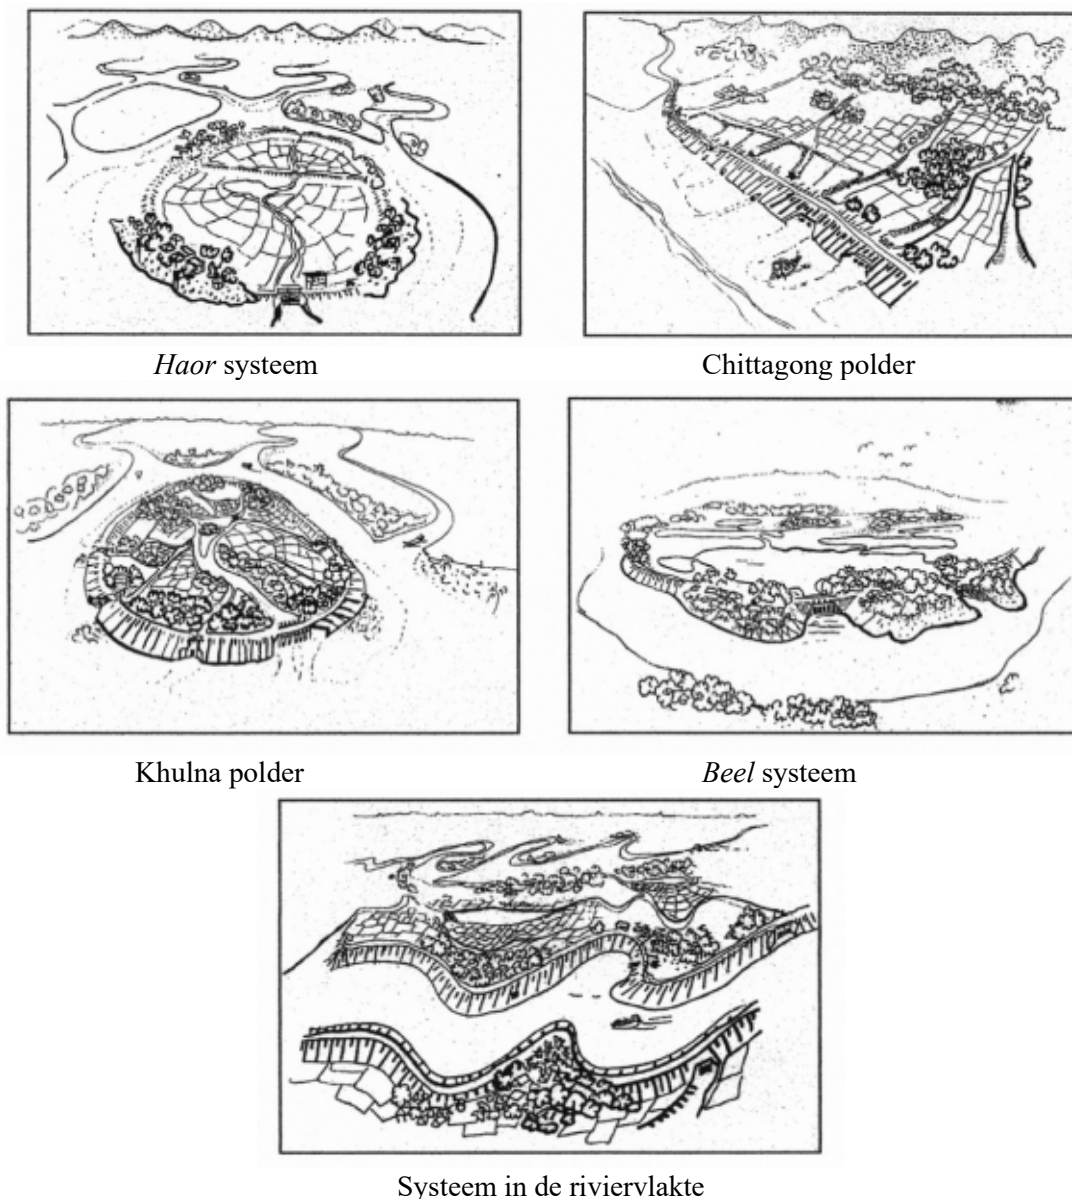 Haor systeem
Chittagong polder
Khulna polder
Beel systeem
Systeem in de riviervlakte